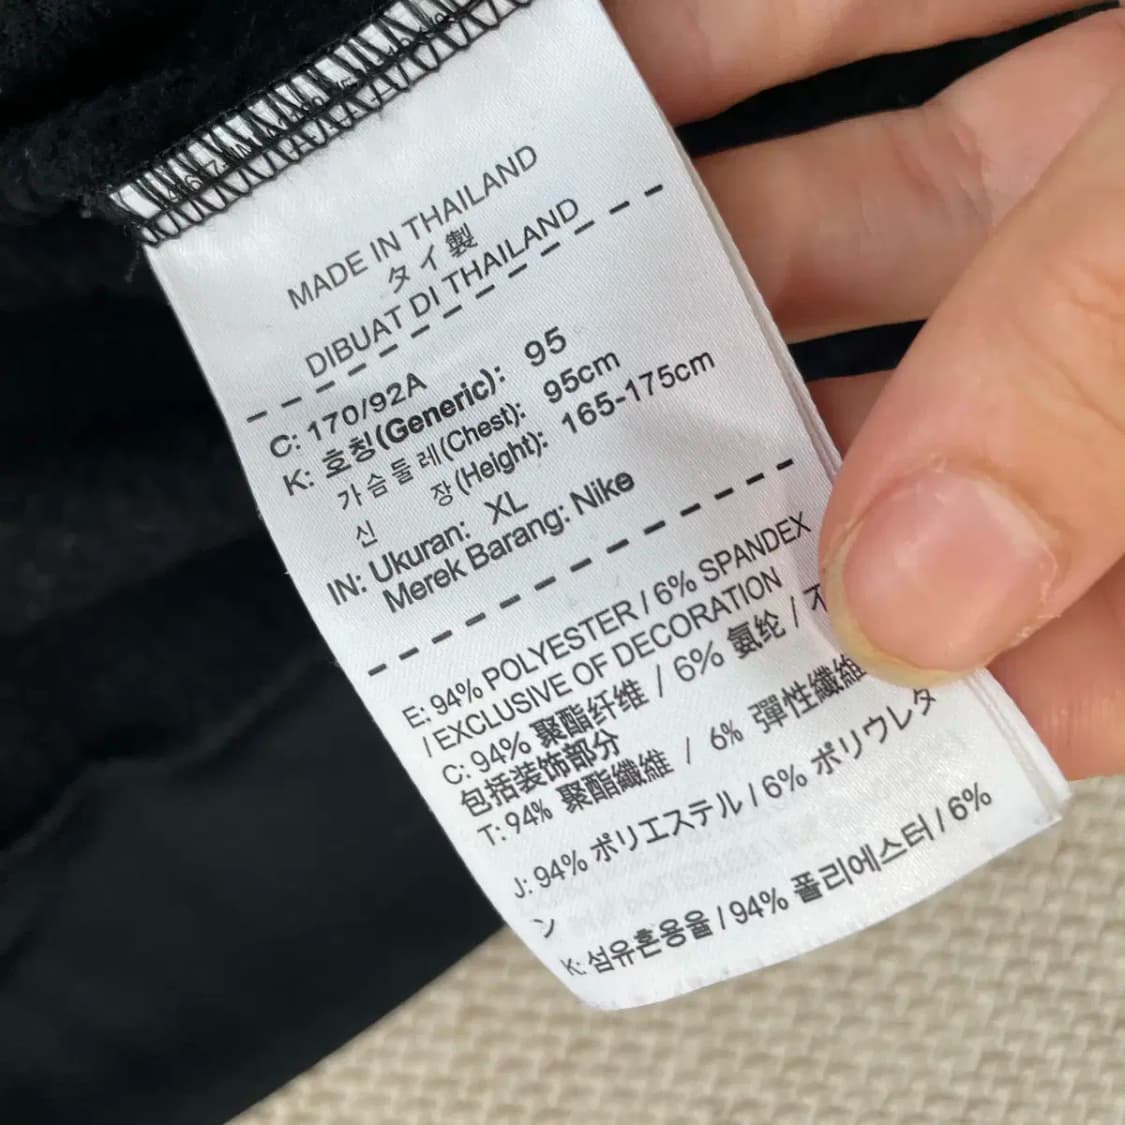 MADE IN THAILAND
タイ製
DIBUAT DI THAILAND
C: 170/92A
K: 호칭(Generic): 95
가슴둘레(Chest): 95cm
신 장(Height): 165-175cm
IN: Ukuran: XL
Merek Barang: Nike
E: 94% POLYESTER / 6% SPANDEX
/ EXCLUSIVE OF DECORATION
C: 94% 聚酯纤维 / 6% 氨纶 / 不
包括装饰部分
T: 94% 聚酯纖維 / 6% 彈性纖維
J: 94% ポリエステル / 6% ポリウレタ
ン
K: 섬유혼용율 / 94% 폴리에스터 / 6%